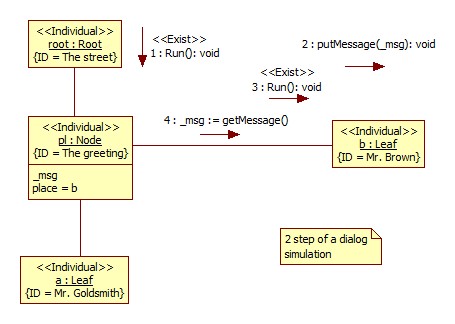 <<Individual>>
root : Root
{ID = The street}
<<Exist>>
1 : Run(): void
2 : putMessage(_msg): void
<<Exist>>
3 : Run(): void
4 : _msg := getMessage()
<<Individual>>
pl : Node
{ID = The greeting}
_msg
place = b
<<Individual>>
b : Leaf
{ID = Mr. Brown}
2 step of a dialog
simulation
<<Individual>>
a : Leaf
{ID = Mr. Goldsmith}